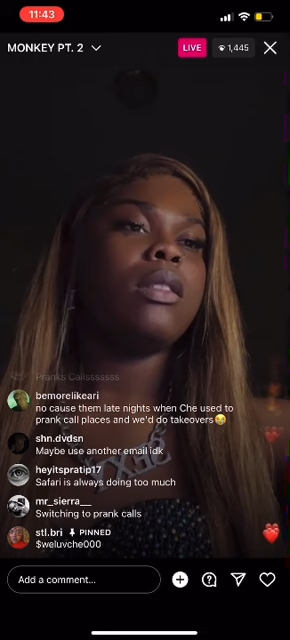 11:43
MONKEY PT. 2
LIVE
1,445
Pranks Callsssssss
bemorelikeari
no cause them late nights when Che used to
prank call places and we'd do takeovers😭
shn.dvdsn
Maybe use another email idk
heyitspratip17
Safari is always doing too much
mr_sierra__
Switching to prank calls
stl.bri PINNED
$weluvche000
Add a comment...